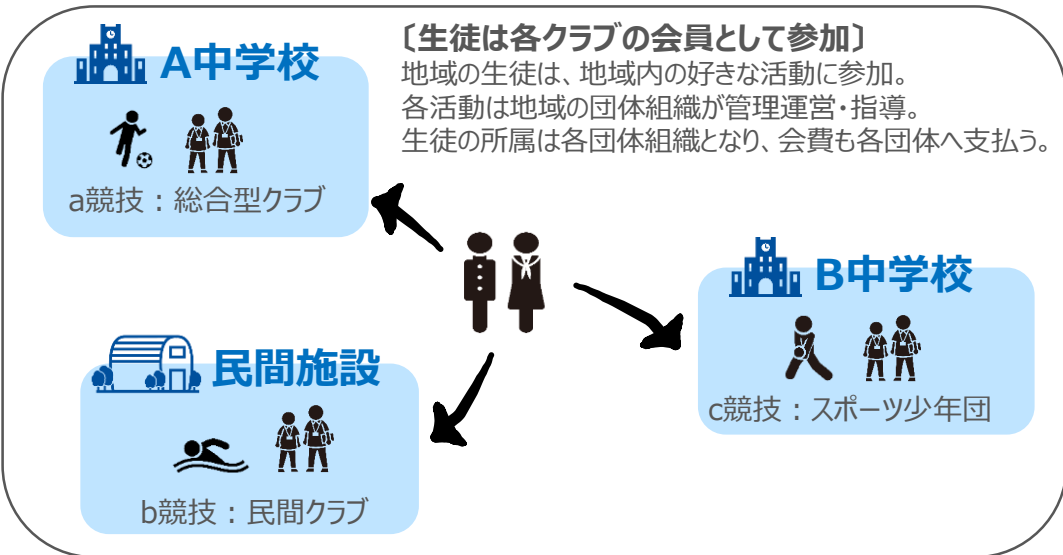 A中学校
〔生徒は各クラブの会員として参加〕
地域の生徒は、地域内の好きな活動に参加。
各活動は地域の団体組織が管理運営・指導。
生徒の所属は各団体組織となり、会費も各団体へ支払う。
a競技：総合型クラブ
B中学校
c競技：スポーツ少年団
民間施設
b競技：民間クラブ